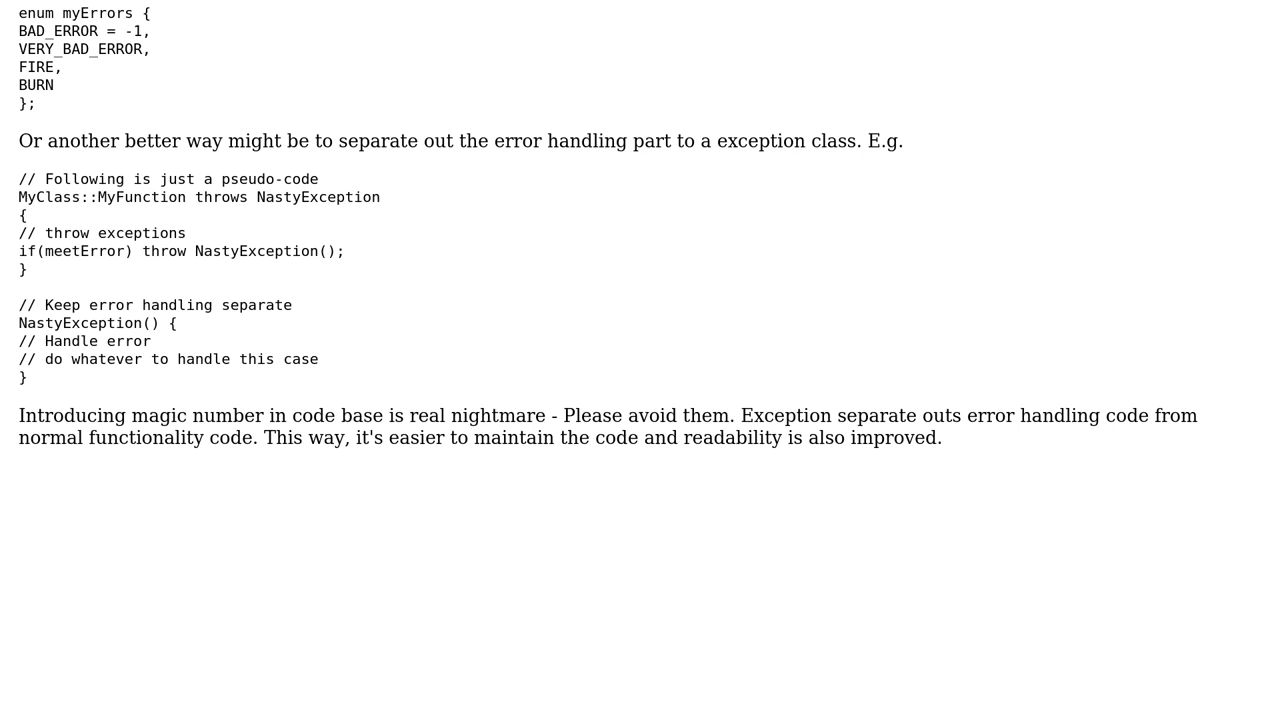 enum myErrors {
BAD_ERROR = -1,
VERY_BAD_ERROR,
FIRE,
BURN
};
Or another better way might be to separate out the error handling part to a exception class. E.g.
// Following is just a pseudo-code
MyClass::MyFunction throws NastyException
{
// throw exceptions
if(meetError) throw NastyException();
}
// Keep error handling separate
NastyException() {
// Handle error
// do whatever to handle this case
}
Introducing magic number in code base is real nightmare - Please avoid them. Exception separate outs error handling code from
normal functionality code. This way, it's easier to maintain the code and readability is also improved.